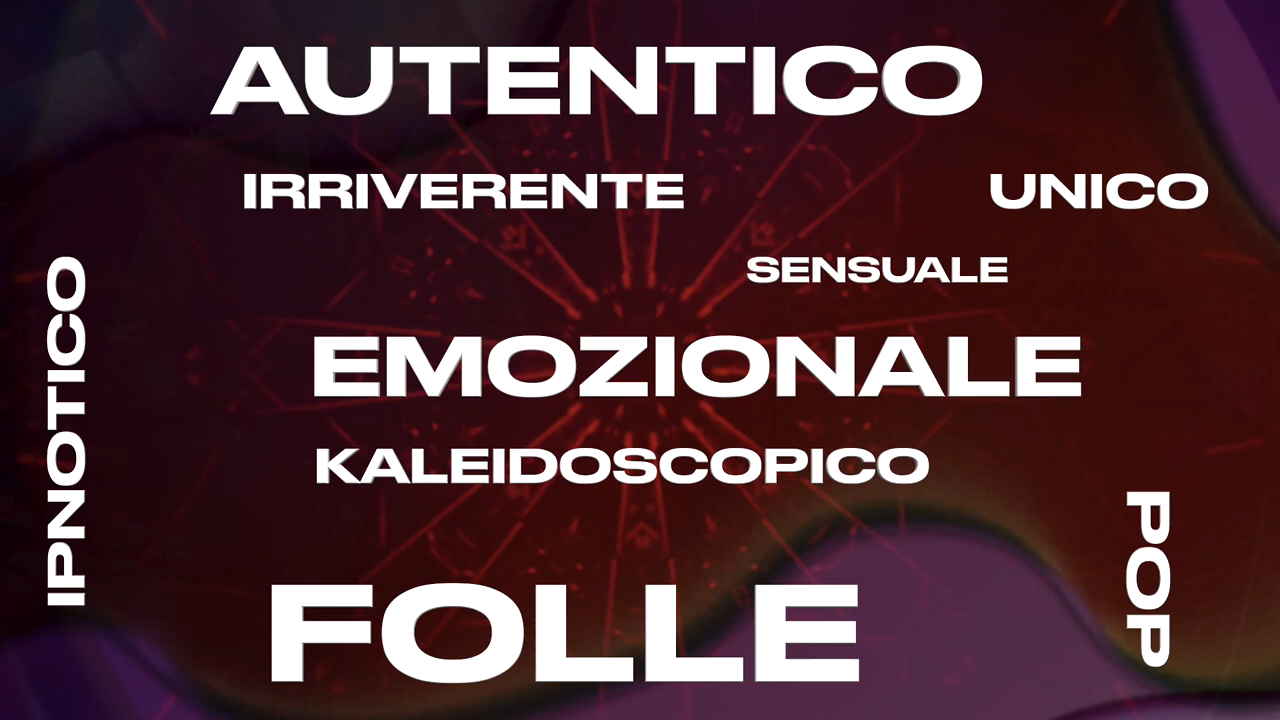 AUTENTICO
IRRIVERENTE
UNICO
SENSUALE
IPNOTICO
EMOZIONALE
KALEIDOSCOPICO
POP
FOLLE